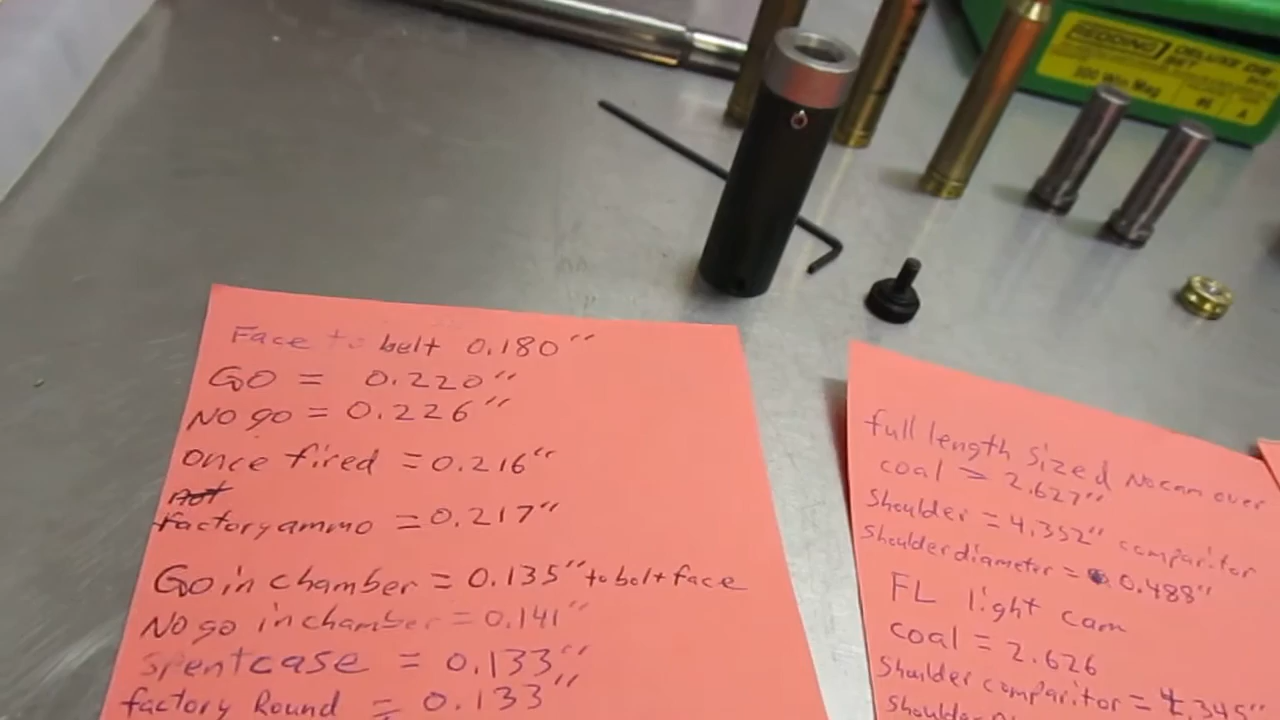 REDDING DELUXE DIE SET
300 Win Mag
A
Face to belt 0.180"
GO = 0.220"
NO go = 0.226"
once fired = 0.216"
not
factory ammo = 0.217"
Go in chamber = 0.135" to bolt face
No go in chamber = 0.141"
Spent case = 0.133"
factory Round = 0.133"
full length Sized No cam over
coal = 2.627"
Shoulder = 4.352" comparitor
Shoulder diameter = 0.488"
FL light cam
coal = 2.626
Shoulder comparitor = 4.345"